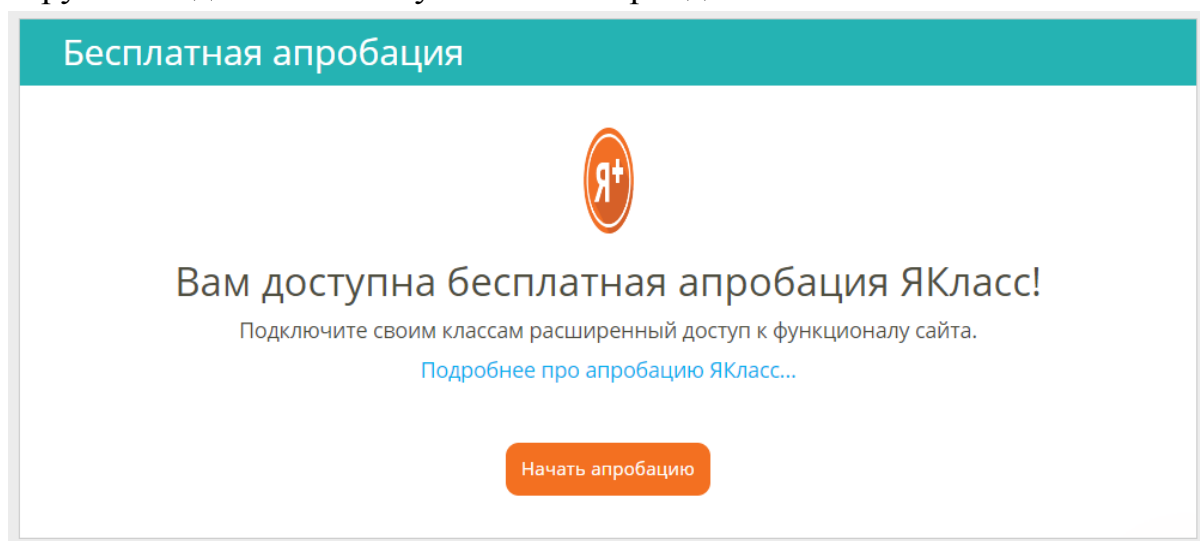 Бесплатная апробация
Я+
Вам доступна бесплатная апробация ЯКласс!
Подключите своим классам расширенный доступ к функционалу сайта.
Подробнее про апробацию ЯКласс...
Начать апробацию